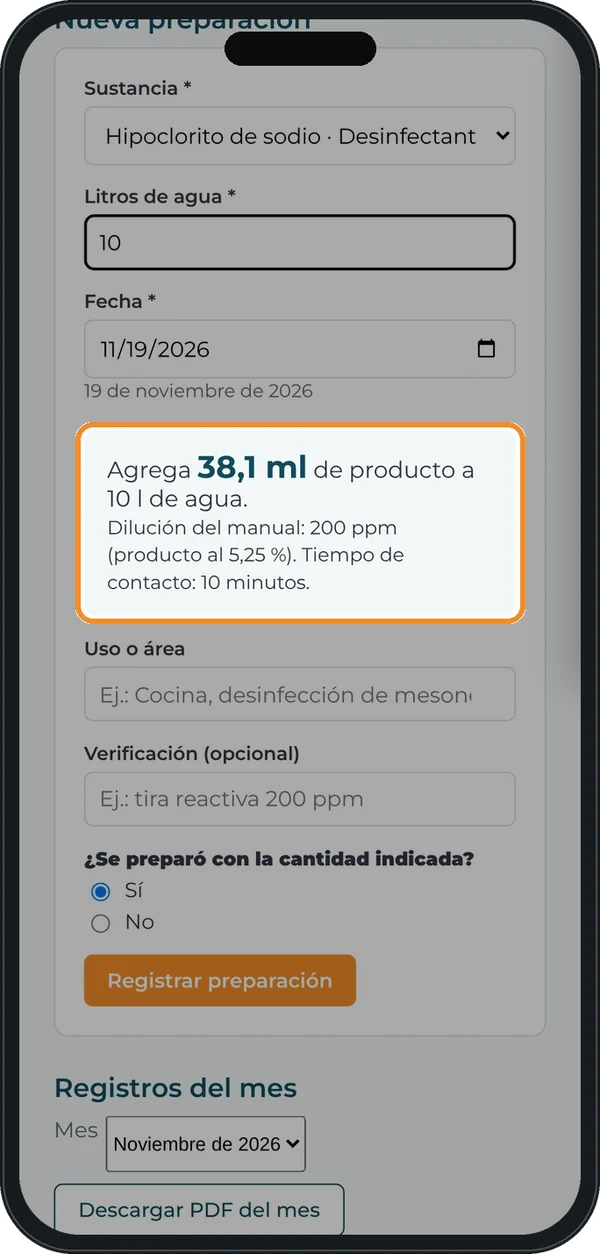 Nueva preparación
Sustancia *
Hipoclorito de sodio · Desinfectant
Litros de agua *
10
Fecha *
11/19/2026
19 de noviembre de 2026
Agrega 38,1 ml de producto a
10 l de agua.
Dilución del manual: 200 ppm
(producto al 5,25 %). Tiempo de
contacto: 10 minutos.
Uso o área
Ej.: Cocina, desinfección de meson
Verificación (opcional)
Ej.: tira reactiva 200 ppm
¿Se preparó con la cantidad indicada?
Sí
No
Registrar preparación
Registros del mes
Mes Noviembre de 2026
Descargar PDF del mes